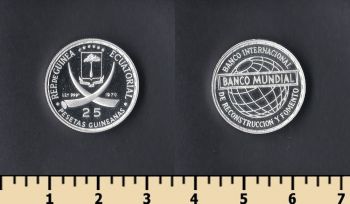 REP. DE GUINEA ECUATORIAL
1970
25
PESETAS GUINEANAS
BANCO INTERNACIONAL
BANCO MUNDIAL
DE RECONSTRUCCION Y FOMENTO
1 2 3 4 5 6 7